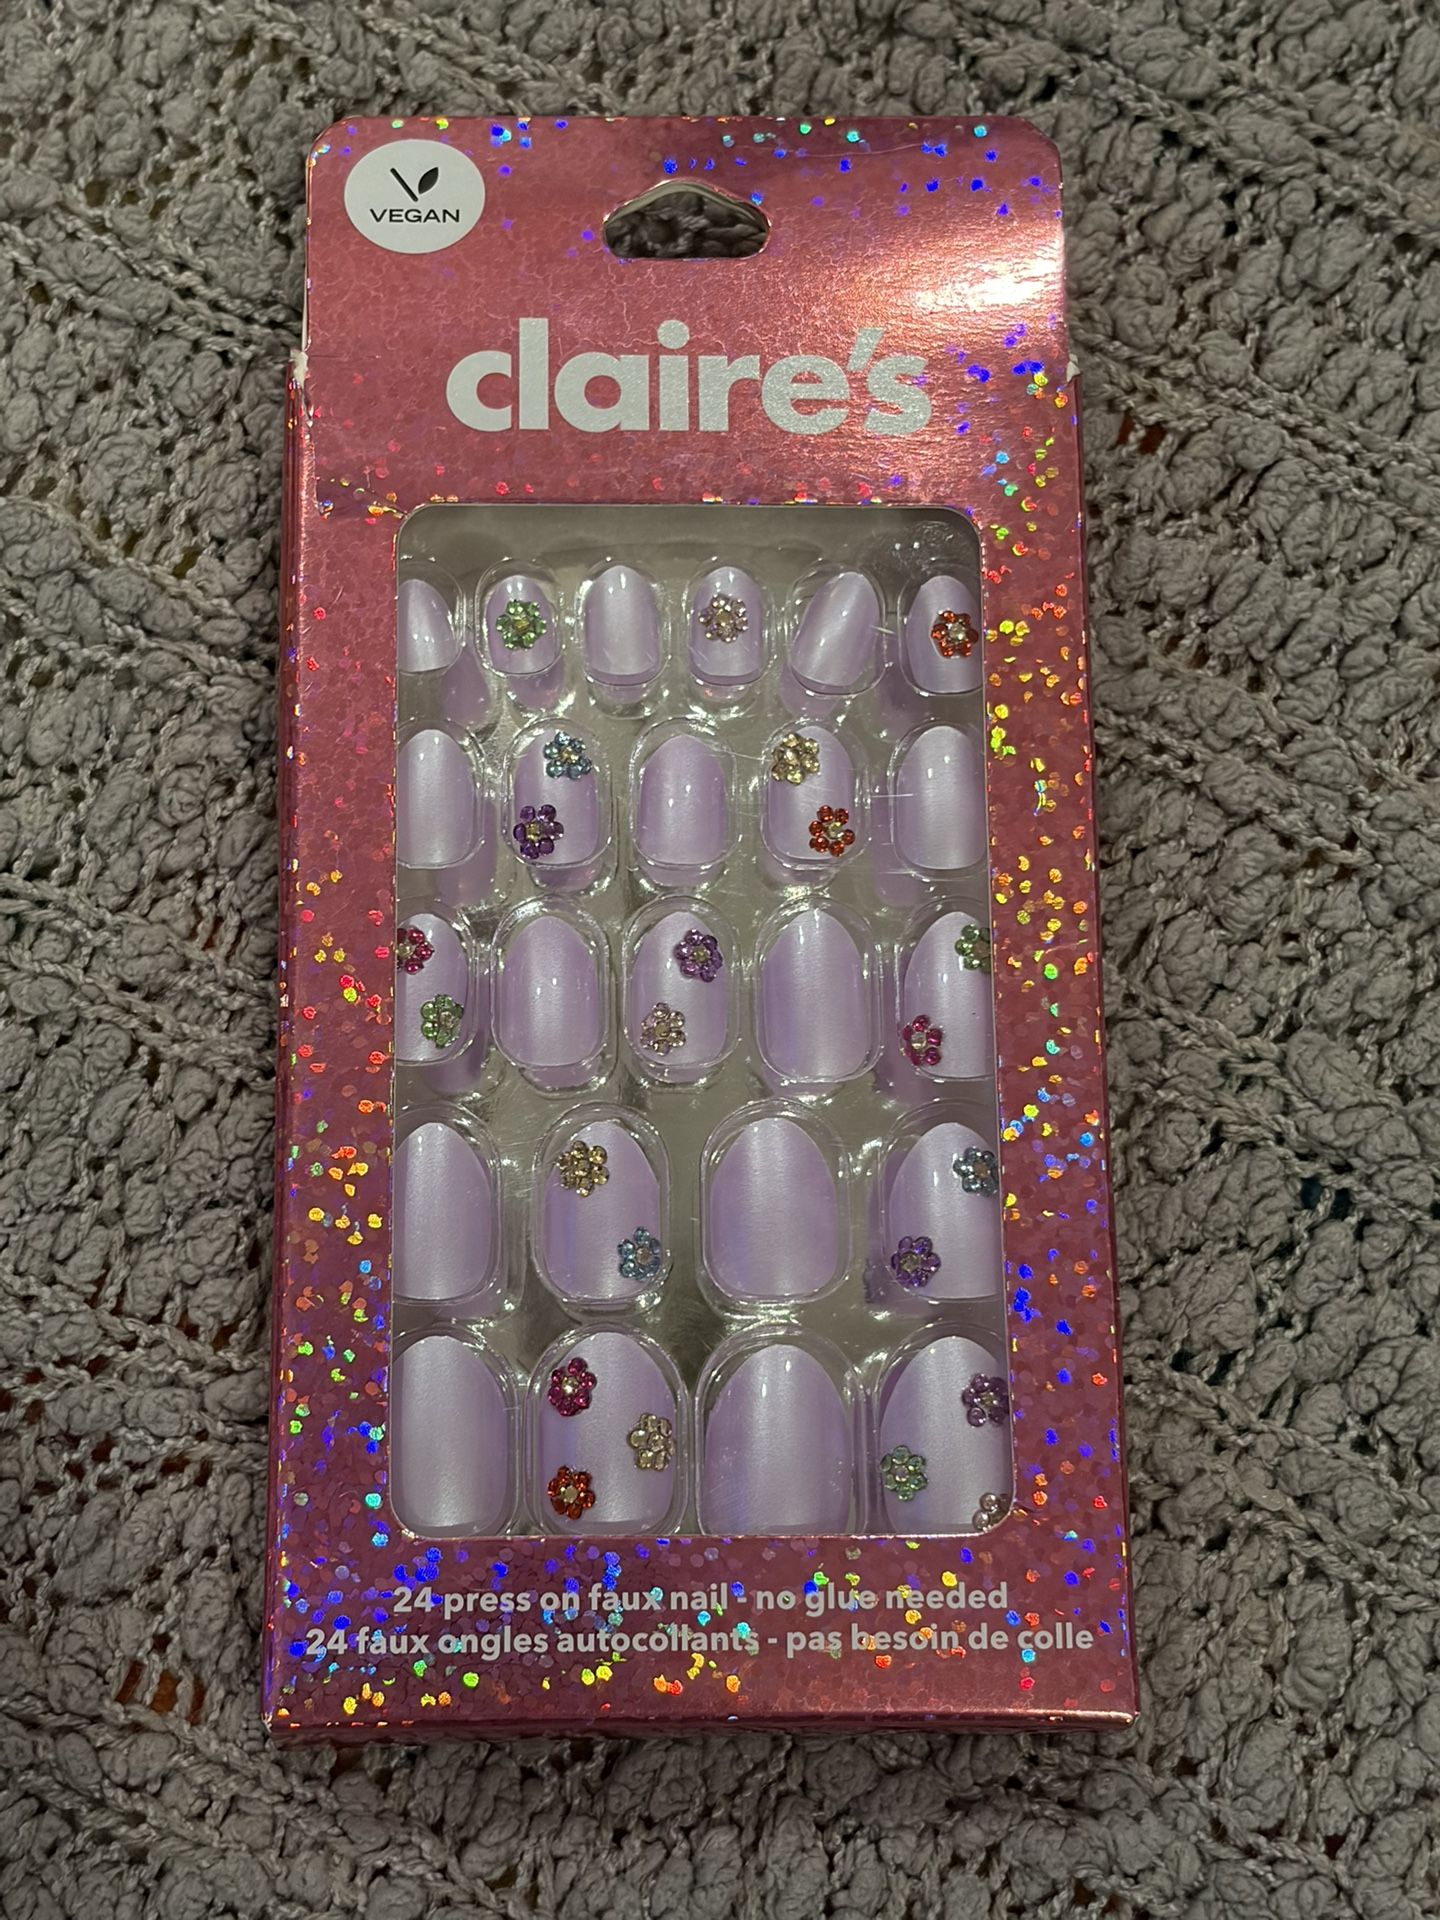 VEGAN
claire's
24 press on faux nail - no glue needed
24 faux ongles autocollants - pas besoin de colle